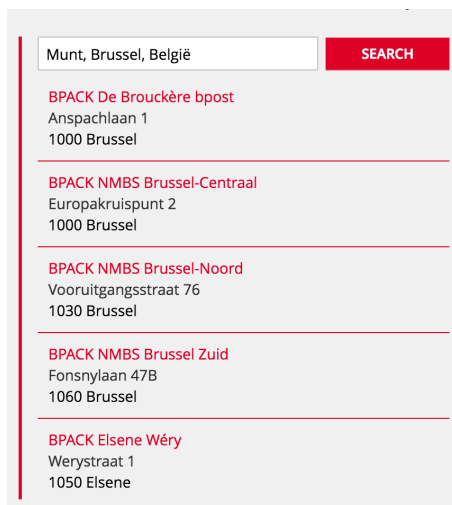 Munt, Brussel, België
SEARCH
BPACK De Brouckère bpost
Anspachlaan 1
1000 Brussel
BPACK NMBS Brussel-Centraal
Europakruispunt 2
1000 Brussel
BPACK NMBS Brussel-Noord
Vooruitgangsstraat 76
1030 Brussel
BPACK NMBS Brussel Zuid
Fonsnylaan 47B
1060 Brussel
BPACK Elsene Wéry
Werystraat 1
1050 Elsene